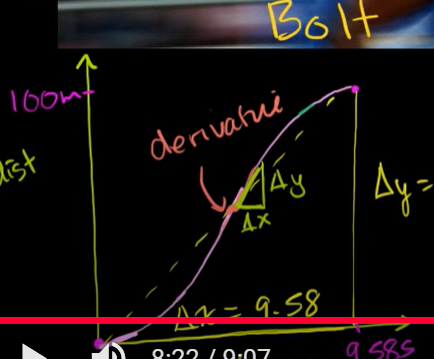 Bolt
100m
derivative
dist
Δy
Δy =
Δx
Δx = 9.58
9.58s
8:22 / 9:07